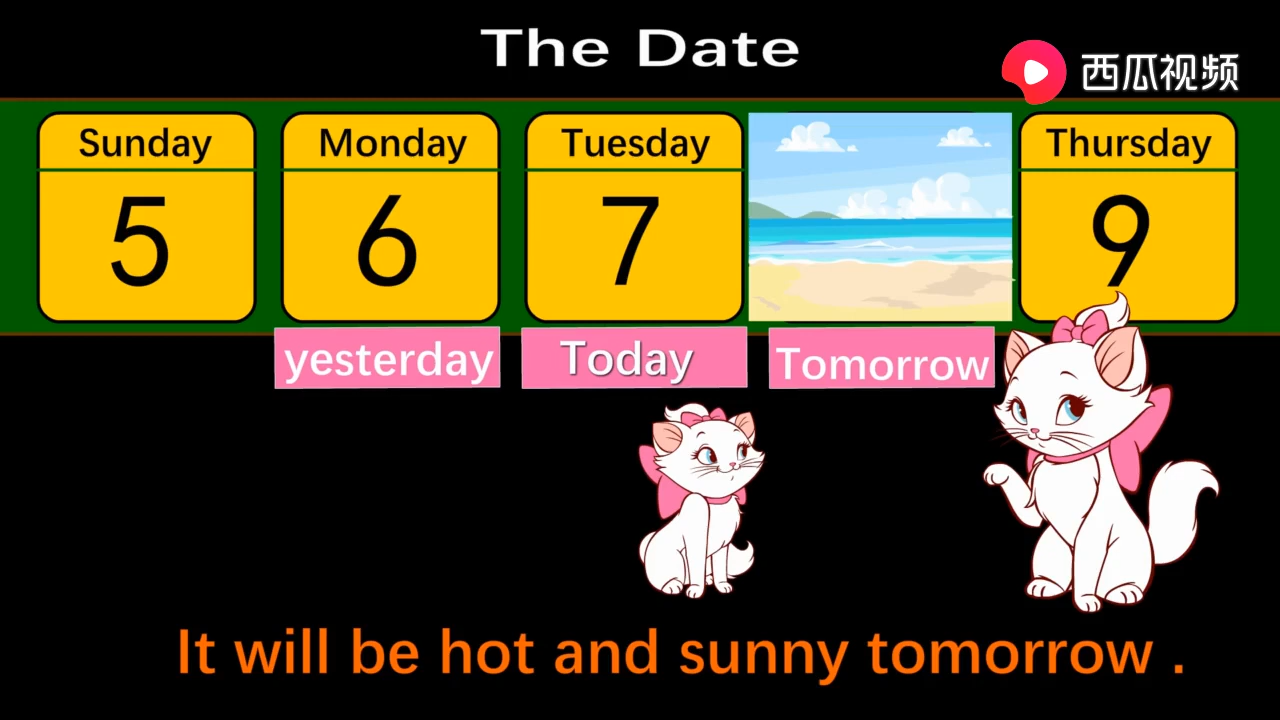 The Date
西瓜视频
Sunday Monday Tuesday Thursday
5 6 7 9
yesterday Today Tomorrow
It will be hot and sunny tomorrow .